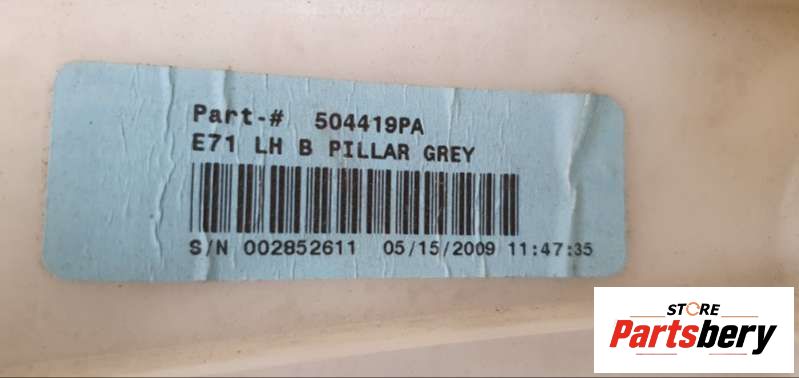 Part-# 504419PA
E71 LH B PILLAR GREY
S/N 002852611 05/15/2009 11:47:35
STORE
Partsbery